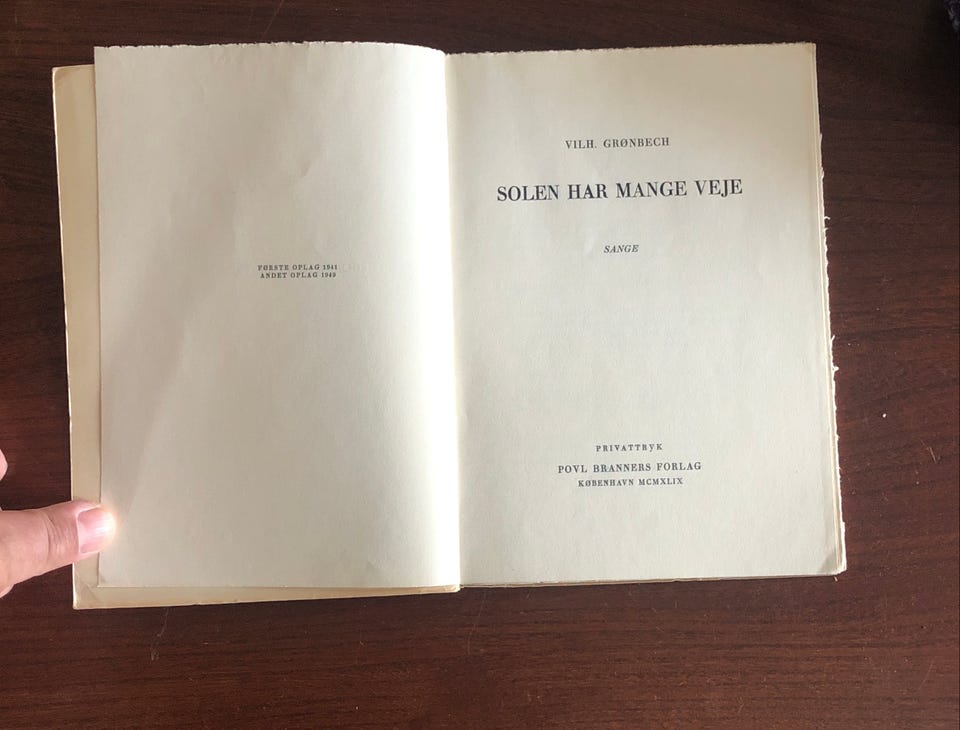 FØRSTE OPLAG 1941
ANDET OPLAG 1949
VILH. GRØNBECH
SOLEN HAR MANGE VEJE
SANGE
PRIVATTRYK
POVL BRANNERS FORLAG
KØBENHAVN MCMXLIX